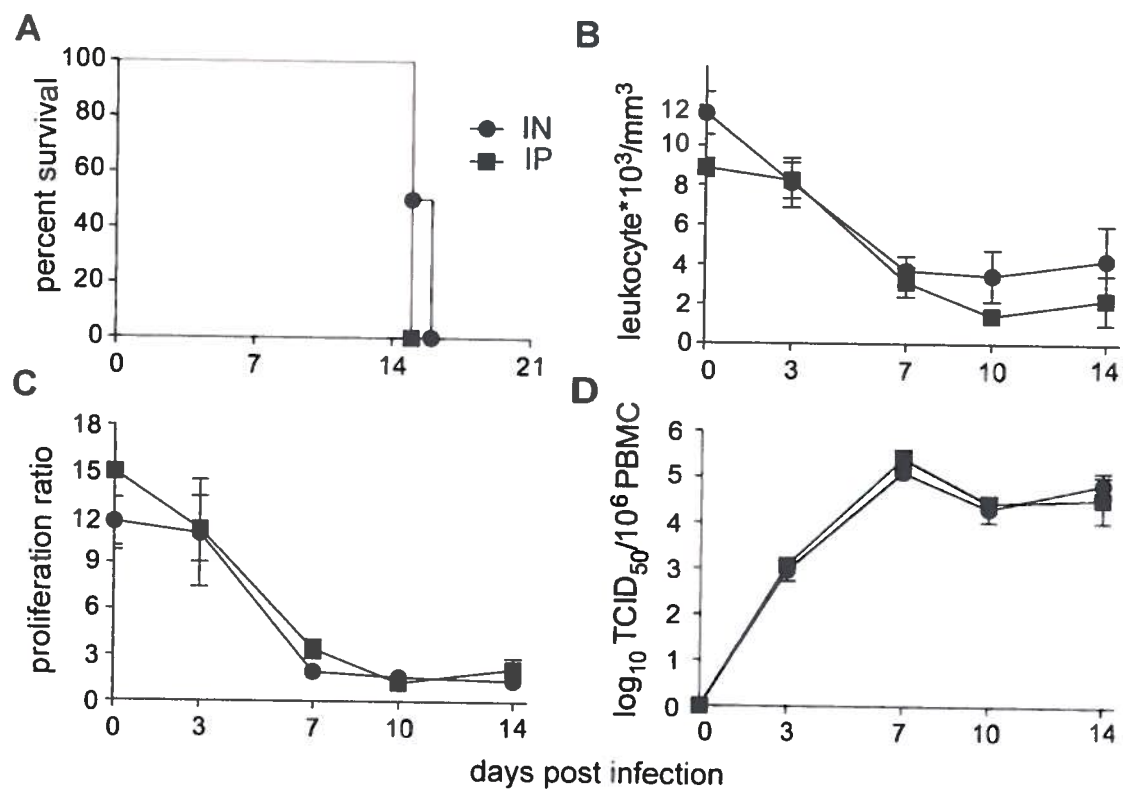 A
percent survival
100
80
60
40
20
0
0 7 14 21
IN
IP
B
leukocyte*10³/mm³
12
10
8
6
4
2
0
0 3 7 10 14
C
proliferation ratio
18
15
12
9
6
3
0
0 3 7 10 14
D
log₁₀ TCID₅₀/10⁶ PBMC
6
5
4
3
2
1
0
0 3 7 10 14
days post infection